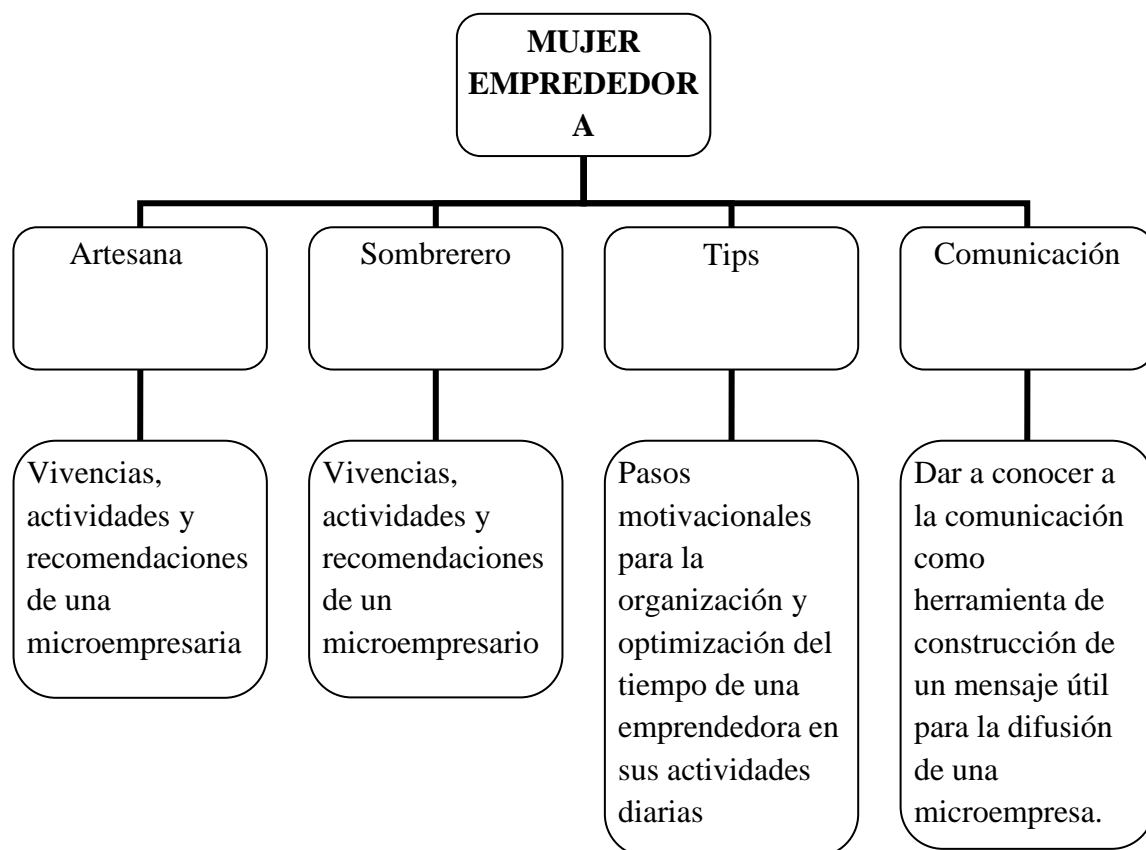 MUJER
EMPREDEDOR
A
Artesana
Sombrerero
Tips
Comunicación
Vivencias,
actividades y
recomendaciones
de una
microempresaria
Vivencias,
actividades y
recomendaciones
de un
microempresario
Pasos
motivacionales
para la
organización y
optimización del
tiempo de una
emprendedora en
sus actividades
diarias
Dar a conocer a
la comunicación
como
herramienta de
construcción de
un mensaje útil
para la difusión
de una
microempresa.